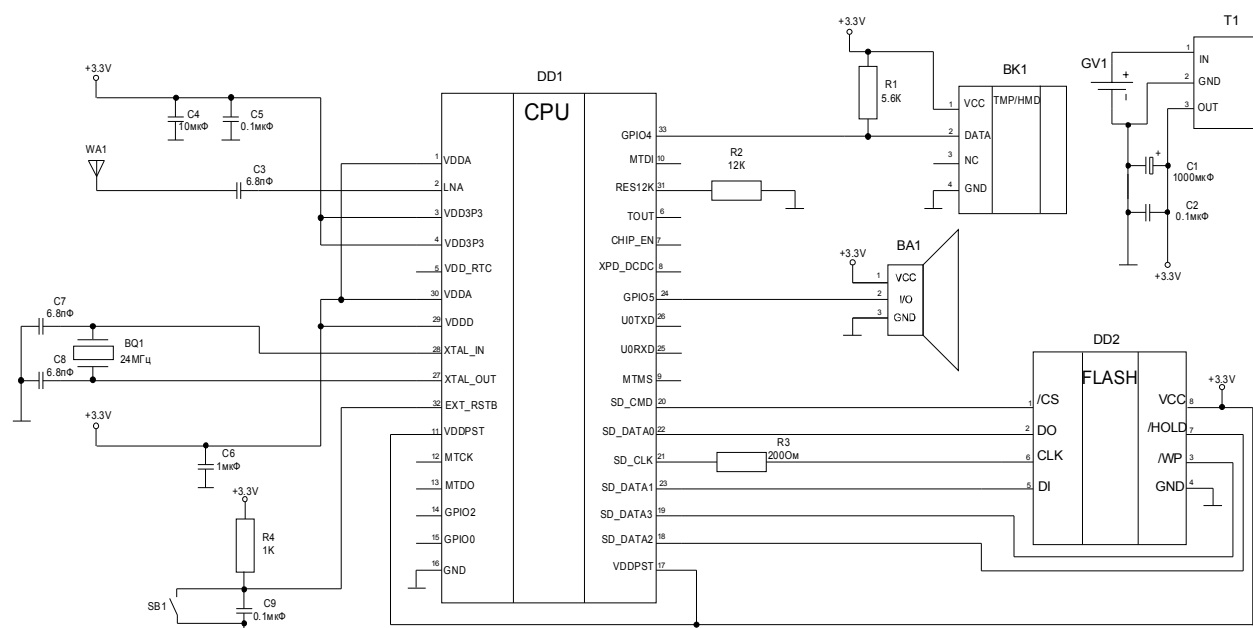 +3.3V
C4
10мкФ
C5
0.1мкФ
WA1
C3
6.8пФ
C7
6.8пФ
BQ1
24МГц
C8
6.8пФ
+3.3V
C6
1мкФ
+3.3V
R4
1K
SB1
C9
0.1мкФ
DD1
CPU
1 VDDA
2 LNA
3 VDD3P3
4 VDD3P3
5 VDD_RTC
30 VDDA
29 VDDD
28 XTAL_IN
27 XTAL_OUT
32 EXT_RSTB
11 VDDPST
12 MTCK
13 MTDO
14 GPIO2
15 GPIO0
16 GND
GPIO4 33
MTDI 10
RES12K 31
TOUT 6
CHIP_EN 7
XPD_DCDC 8
GPIO5 24
U0TXD 26
U0RXD 25
MTMS 9
SD_CMD 20
SD_DATA0 22
SD_CLK 21
SD_DATA1 23
SD_DATA3 19
SD_DATA2 18
VDDPST 17
R2
12K
+3.3V
R1
5.6K
BK1
TMP/HMD
1 VCC
2 DATA
3 NC
4 GND
BA1
+3.3V
1 VCC
2 I/O
3 GND
R3
200Ом
DD2
FLASH
1 /CS
2 DO
6 CLK
5 DI
VCC 8
/HOLD 7
/WP 3
GND 4
+3.3V
T1
GV1
+
1 IN
2 GND
3 OUT
+
C1
1000мкФ
C2
0.1мкФ
+3.3V